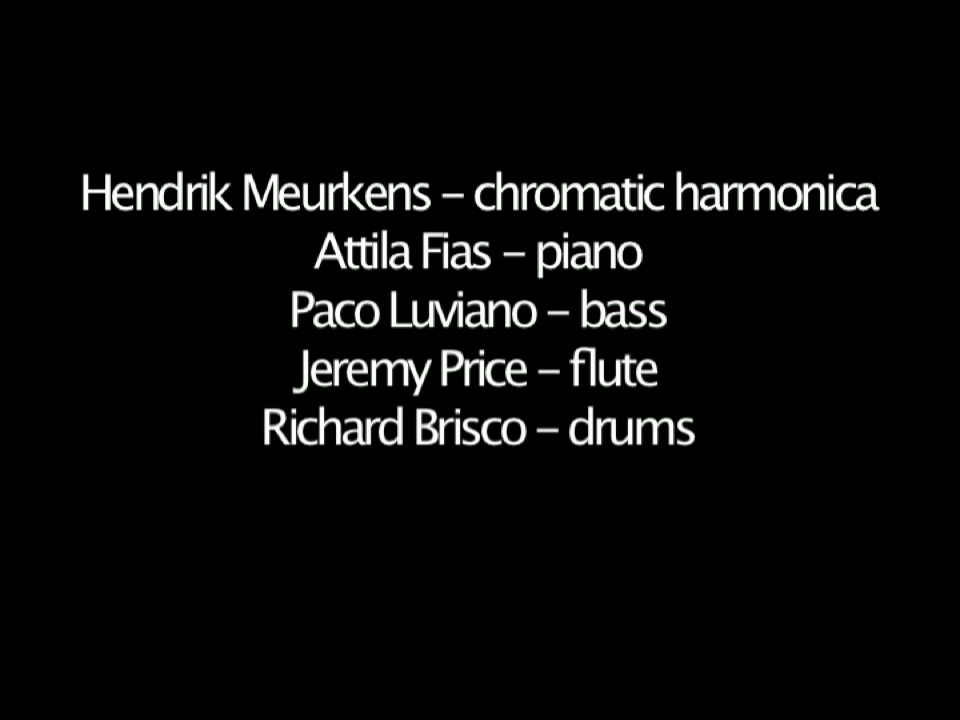 Hendrik Meurkens – chromatic harmonica
Attila Fias – piano
Paco Luviano – bass
Jeremy Price – flute
Richard Brisco – drums